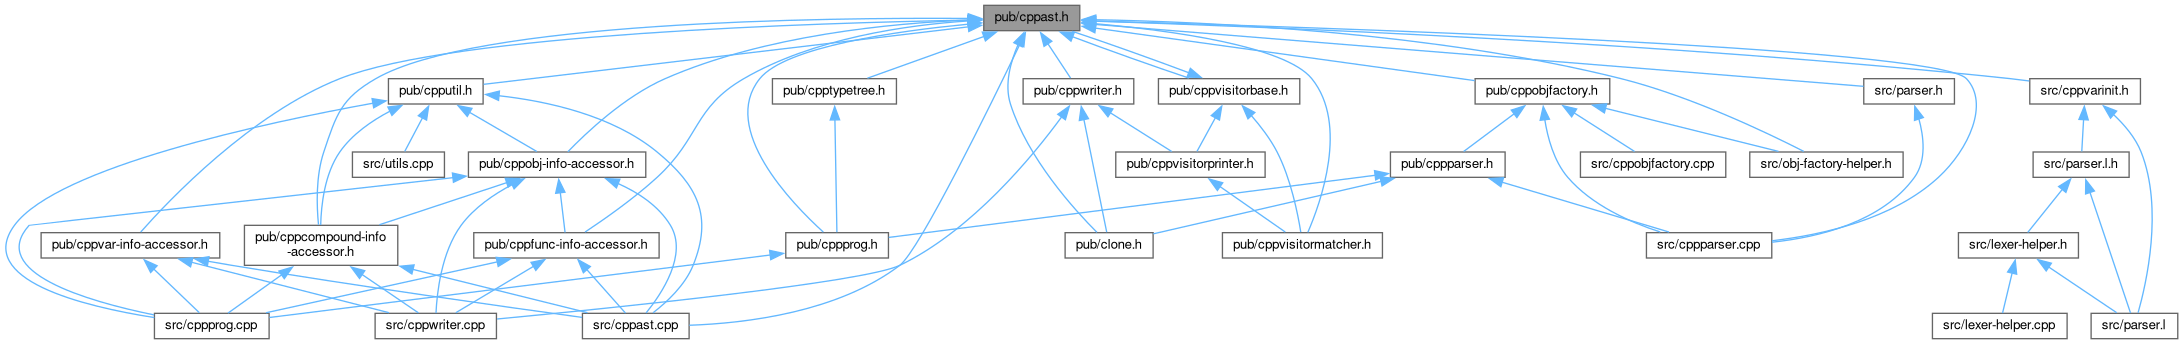 pub/cppast.h
pub/cpputil.h
pub/cpptypetree.h
pub/cppwriter.h
pub/cppvisitorbase.h
pub/cppobjfactory.h
src/parser.h
src/cppvarinit.h
src/utils.cpp
pub/cppobj-info-accessor.h
pub/cppvisitorprinter.h
pub/cppparser.h
src/cppobjfactory.cpp
src/obj-factory-helper.h
src/parser.l.h
pub/cppvar-info-accessor.h
pub/cppcompound-info
-accessor.h
pub/cppfunc-info-accessor.h
pub/cppprog.h
pub/clone.h
pub/cppvisitormatcher.h
src/cppparser.cpp
src/lexer-helper.h
src/cppprog.cpp
src/cppwriter.cpp
src/cppast.cpp
src/lexer-helper.cpp
src/parser.l